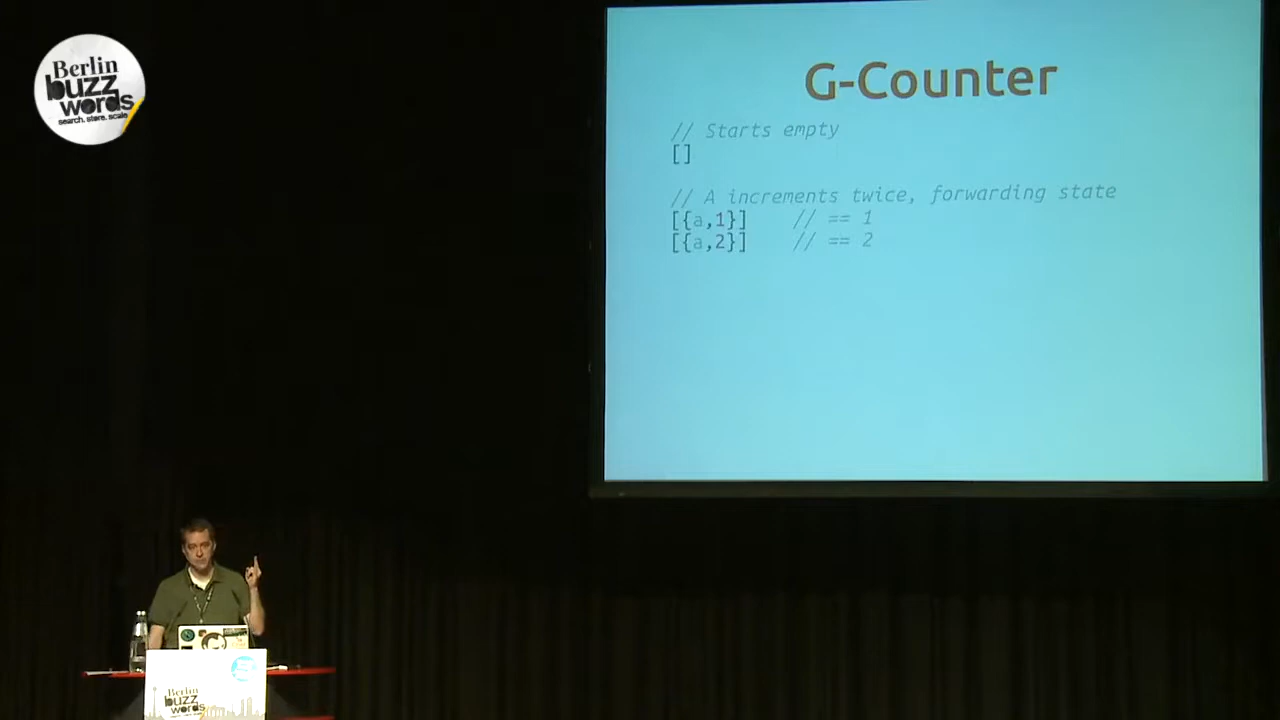 Berlin
buzz
words
search. store. scale
G-Counter
// Starts empty
[]
// A increments twice, forwarding state
[{a,1}] // == 1
[{a,2}] // == 2
Berlin
buzz
words